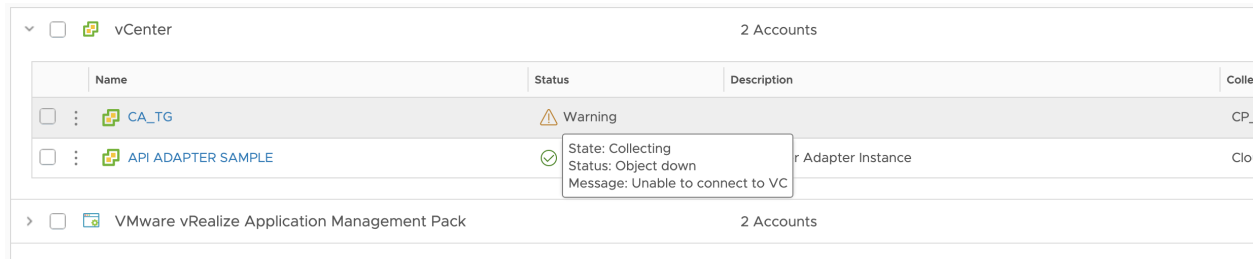 vCenter 2 Accounts
Name Status Description Colle
CA_TG Warning CP_
API ADAPTER SAMPLE r Adapter Instance Clo
State: Collecting
Status: Object down
Message: Unable to connect to VC
VMware vRealize Application Management Pack 2 Accounts